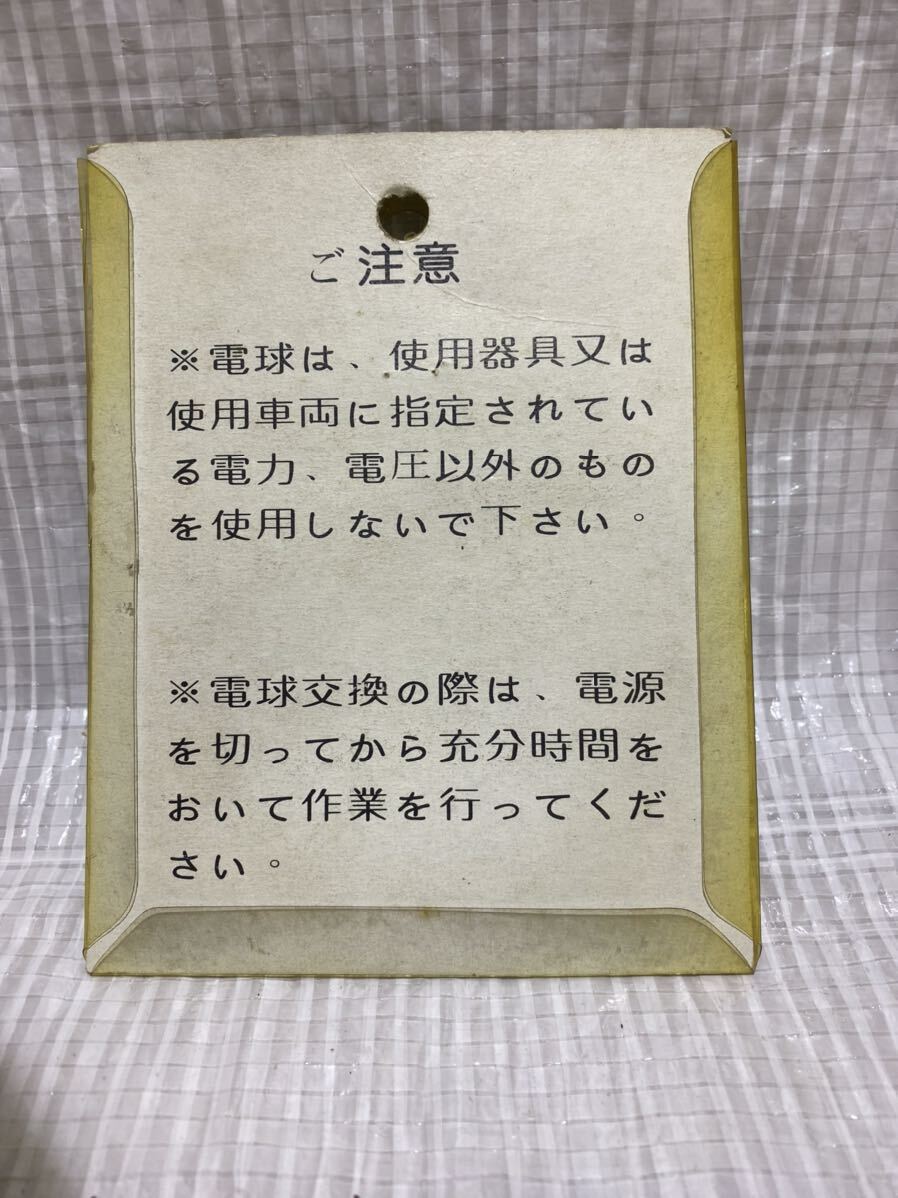 ご注意
※電球は、使用器具又は
使用車両に指定されてい
る電力、電圧以外のもの
を使用しないで下さい。
※電球交換の際は、電源
を切ってから充分時間を
おいて作業を行ってくだ
さい。